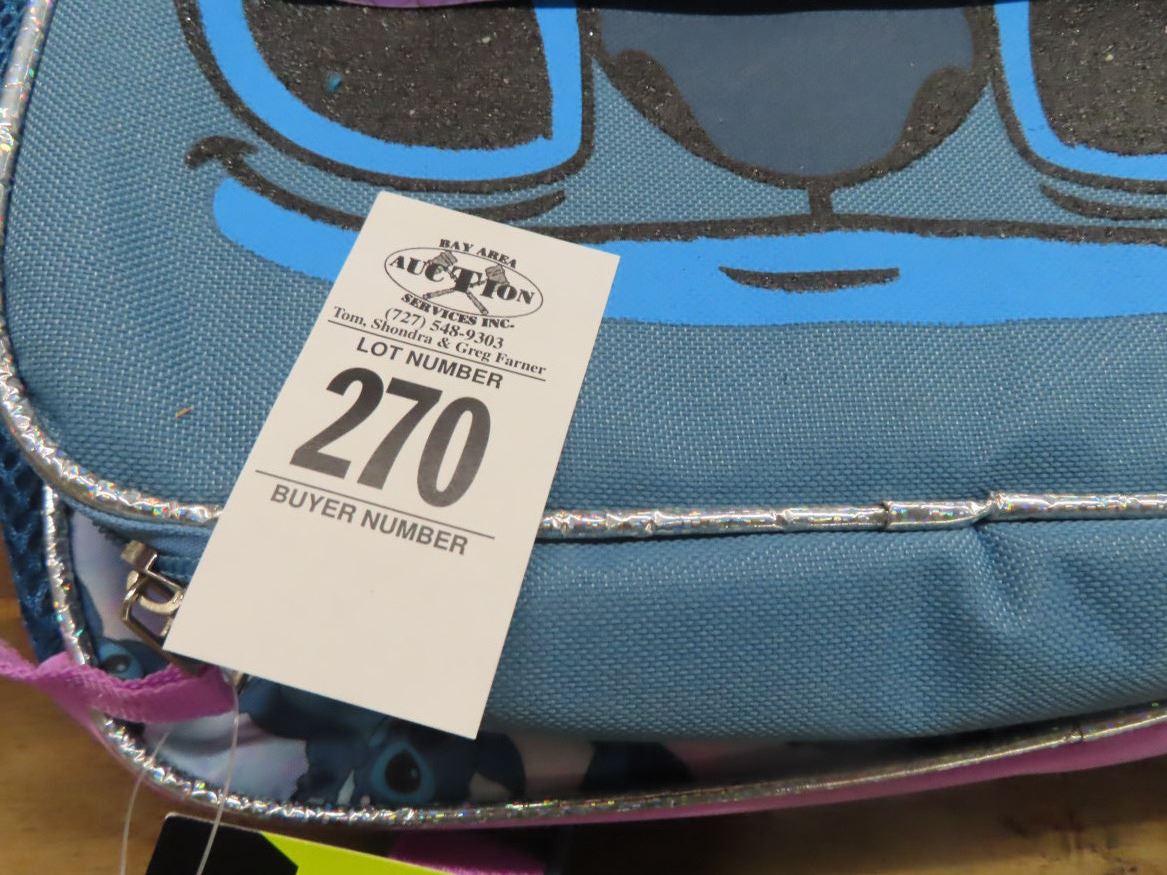 BAY AREA
AUCTION
SERVICES INC-
(727) 548-9303
Tom, Shondra & Greg Farner
LOT NUMBER
270
BUYER NUMBER